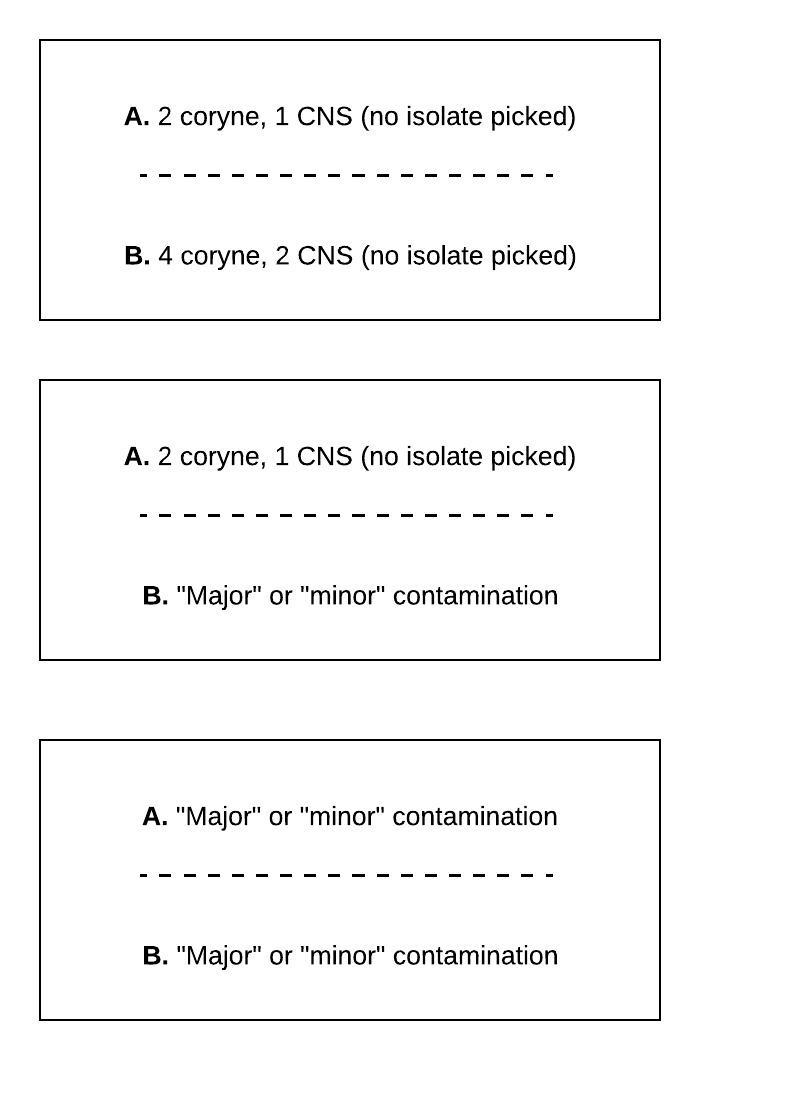 A. 2 coryne, 1 CNS (no isolate picked)
B. 4 coryne, 2 CNS (no isolate picked)
A. 2 coryne, 1 CNS (no isolate picked)
B. "Major" or "minor" contamination
A. "Major" or "minor" contamination
B. "Major" or "minor" contamination